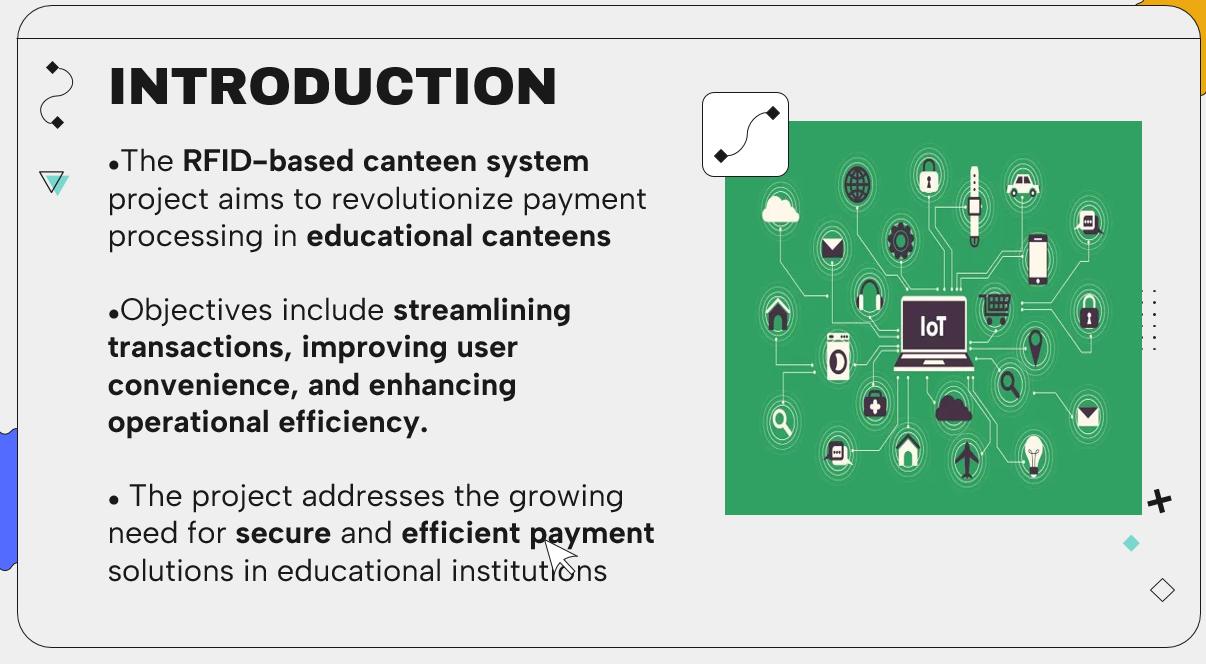 INTRODUCTION
•The RFID-based canteen system
project aims to revolutionize payment
processing in educational canteens
•Objectives include streamlining
transactions, improving user
convenience, and enhancing
operational efficiency.
• The project addresses the growing
need for secure and efficient payment
solutions in educational institutions
IoT